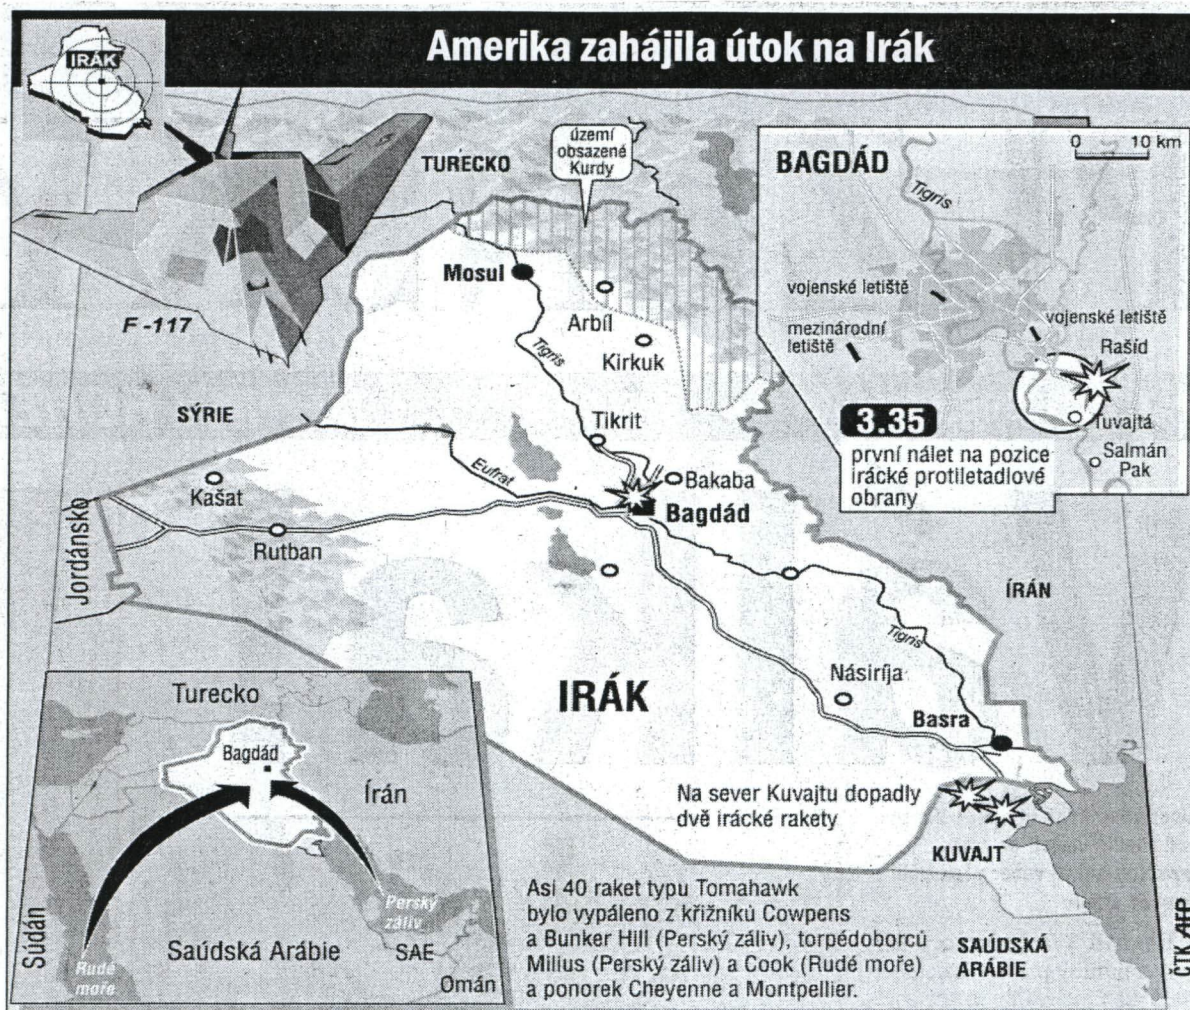 Amerika zahájila útok na Irák
IRÁK
F -117
TURECKO
území
obsazené
Kurdy
BAGDÁD
0 10 km
Tigris
vojenské letiště
mezinárodní
letiště
vojenské letiště
Rašíd
Tuvajtá
Salmán
Pak
3.35
první nálet na pozice
irácké protiletadlové
obrany
Mosul
Arbíl
Kirkuk
Tigris
SÝRIE
Tikrit
Eufrat
Bakaba
Bagdád
Kašat
Rutban
Jordánsko
ÍRÁN
Tigris
IRÁK
Násiríja
Basra
Na sever Kuvajtu dopadly
dvě irácké rakety
KUVAJT
Turecko
Bagdád
Írán
Perský
záliv
Súdán
Rudé
moře
Saúdská Arábie
SAE
Omán
Asi 40 raket typu Tomahawk
bylo vypáleno z křižníků Cowpens
a Bunker Hill (Perský záliv), torpédoborců
Milius (Perský záliv) a Cook (Rudé moře)
a ponorek Cheyenne a Montpellier.
SAÚDSKÁ
ARÁBIE
ČTK AFP